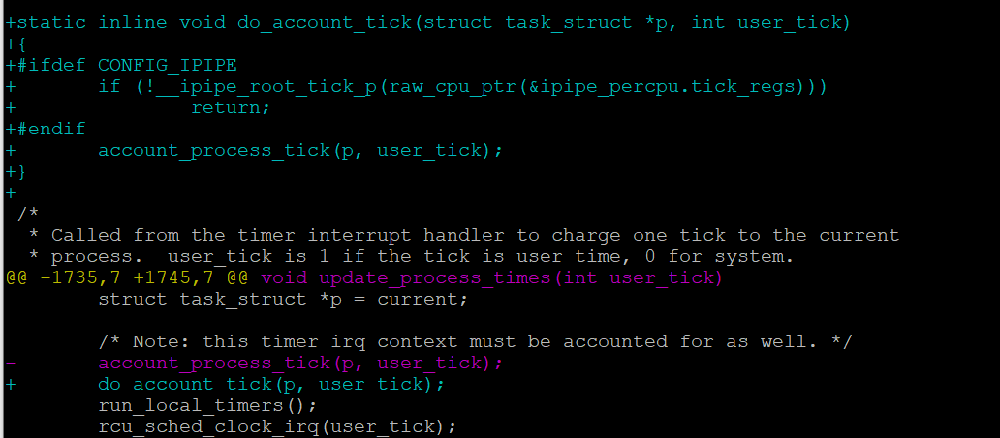 +static inline void do_account_tick(struct task_struct *p, int user_tick)
+{
+#ifdef CONFIG_IPIPE
+       if (!__ipipe_root_tick_p(raw_cpu_ptr(&ipipe_percpu.tick_regs)))
+               return;
+#endif
+       account_process_tick(p, user_tick);
+}
+
 /*
  * Called from the timer interrupt handler to charge one tick to the current
  * process.  user_tick is 1 if the tick is user time, 0 for system.
@@ -1735,7 +1745,7 @@ void update_process_times(int user_tick)
        struct task_struct *p = current;

        /* Note: this timer irq context must be accounted for as well. */
-       account_process_tick(p, user_tick);
+       do_account_tick(p, user_tick);
        run_local_timers();
        rcu_sched_clock_irq(user_tick);